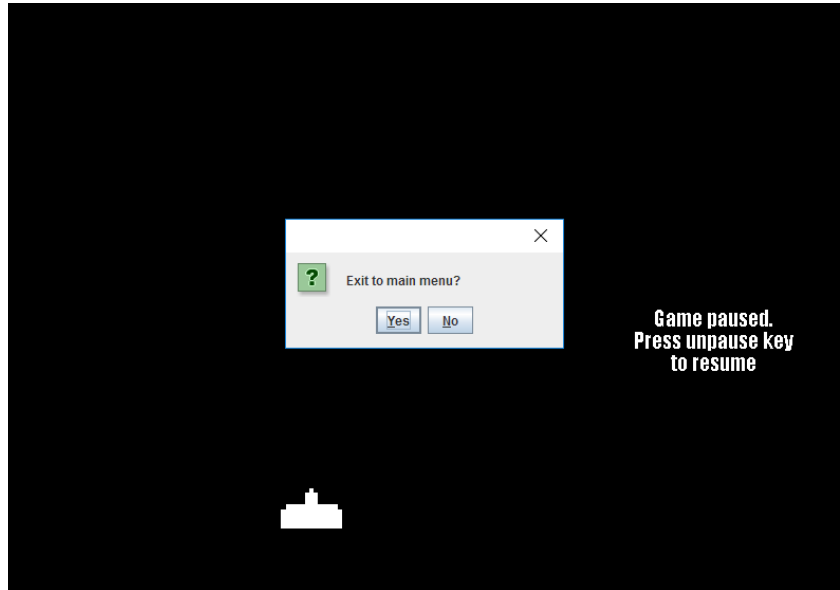 ?
Exit to main menu?
Yes
No
Game paused.
Press unpause key
to resume